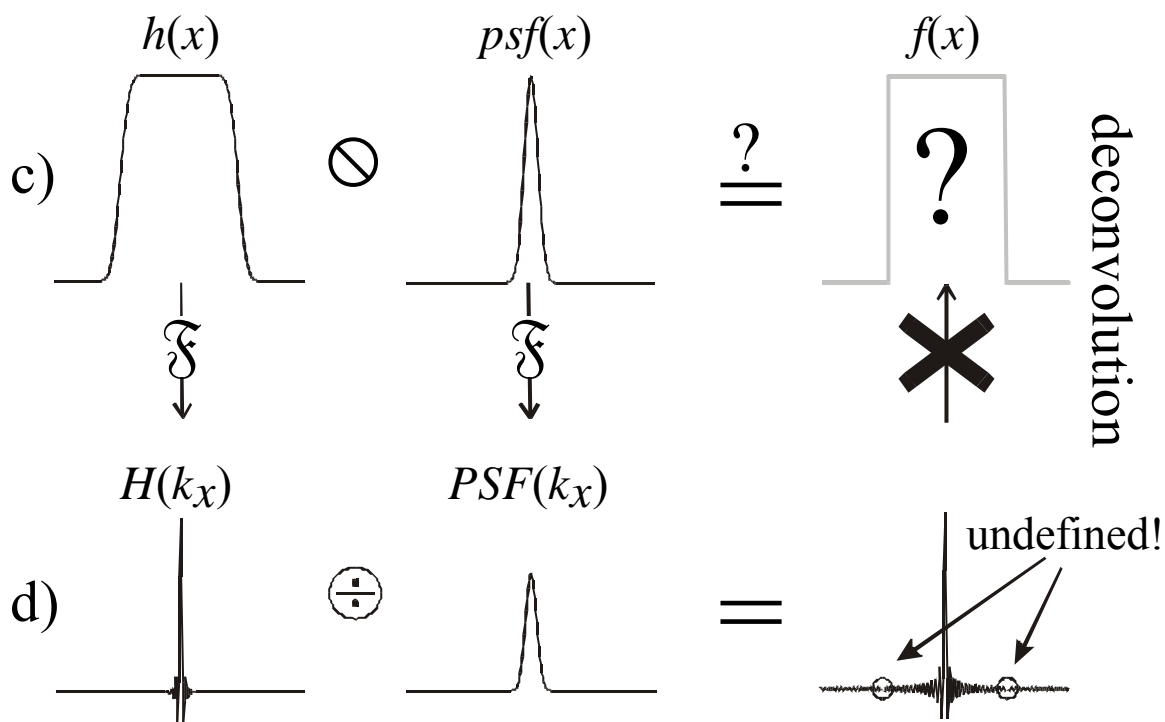 h(x) psf(x) f(x)
c) ⊘ ? = ?
deconvolution
𝔉 𝔉
H(kx) PSF(kx)
undefined!
d) ÷ =